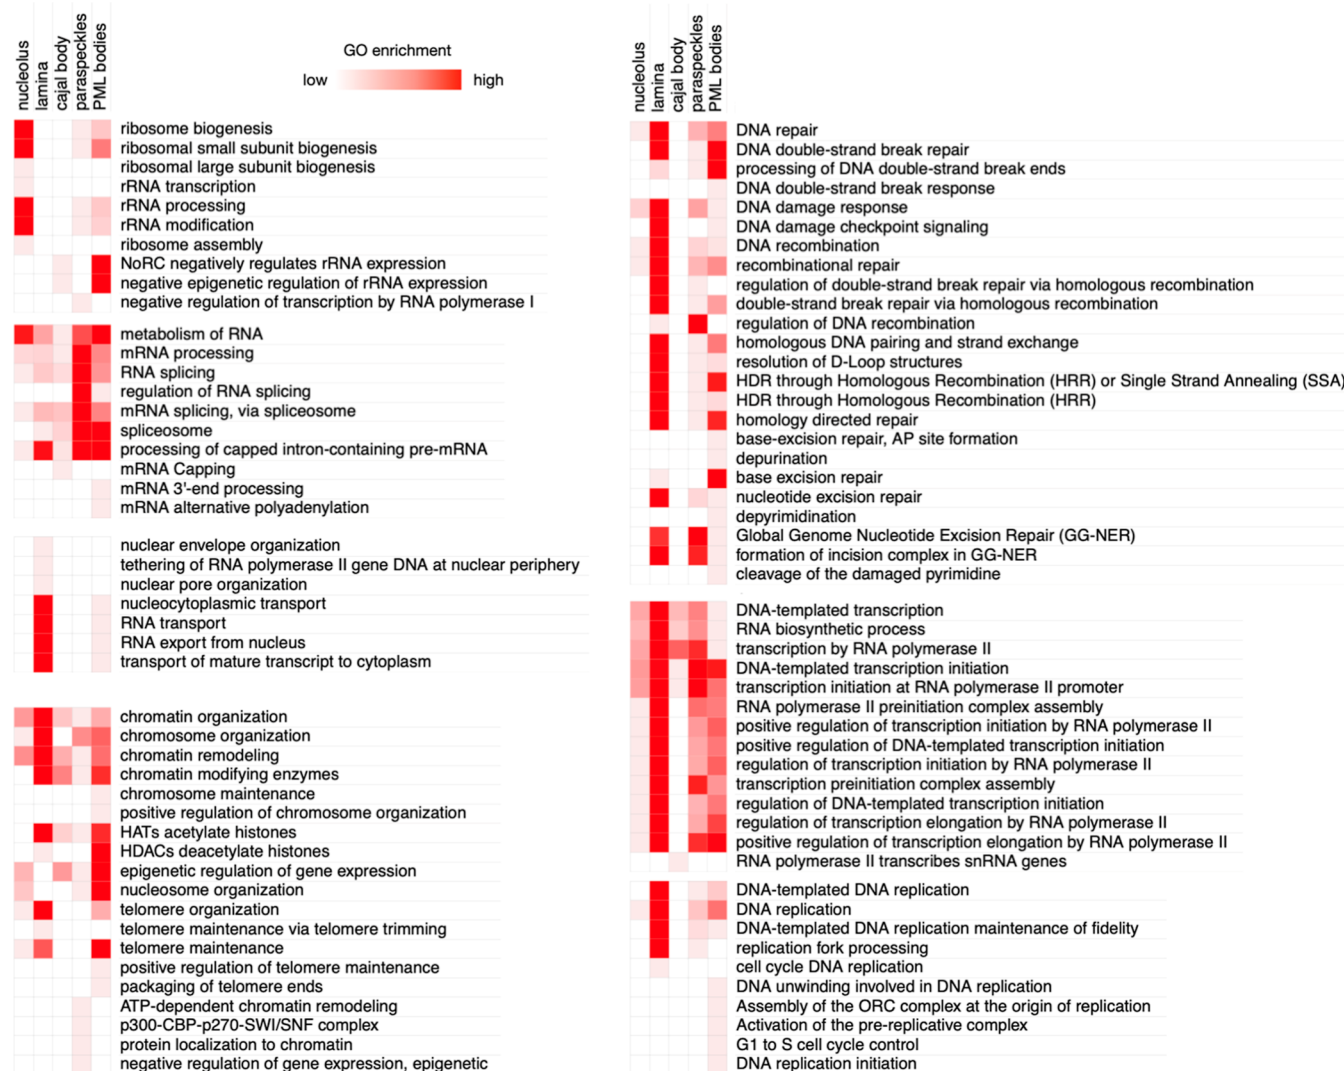 nucleolus
lamina
cajal body
paraspeckles
PML bodies
GO enrichment
low
high
ribosome biogenesis
ribosomal small subunit biogenesis
ribosomal large subunit biogenesis
rRNA transcription
rRNA processing
rRNA modification
ribosome assembly
NoRC negatively regulates rRNA expression
negative epigenetic regulation of rRNA expression
negative regulation of transcription by RNA polymerase I
metabolism of RNA
mRNA processing
RNA splicing
regulation of RNA splicing
mRNA splicing, via spliceosome
spliceosome
processing of capped intron-containing pre-mRNA
mRNA Capping
mRNA 3'-end processing
mRNA alternative polyadenylation
nuclear envelope organization
tethering of RNA polymerase II gene DNA at nuclear periphery
nuclear pore organization
nucleocytoplasmic transport
RNA transport
RNA export from nucleus
transport of mature transcript to cytoplasm
chromatin organization
chromosome organization
chromatin remodeling
chromatin modifying enzymes
chromosome maintenance
positive regulation of chromosome organization
HATs acetylate histones
HDACs deacetylate histones
epigenetic regulation of gene expression
nucleosome organization
telomere organization
telomere maintenance via telomere trimming
telomere maintenance
positive regulation of telomere maintenance
packaging of telomere ends
ATP-dependent chromatin remodeling
p300-CBP-p270-SWI/SNF complex
protein localization to chromatin
negative regulation of gene expression, epigenetic
nucleolus
lamina
cajal body
paraspeckles
PML bodies
DNA repair
DNA double-strand break repair
processing of DNA double-strand break ends
DNA double-strand break response
DNA damage response
DNA damage checkpoint signaling
DNA recombination
recombinational repair
regulation of double-strand break repair via homologous recombination
double-strand break repair via homologous recombination
regulation of DNA recombination
homologous DNA pairing and strand exchange
resolution of D-Loop structures
HDR through Homologous Recombination (HRR) or Single Strand Annealing (SSA)
HDR through Homologous Recombination (HRR)
homology directed repair
base-excision repair, AP site formation
depurination
base excision repair
nucleotide excision repair
depyrimidination
Global Genome Nucleotide Excision Repair (GG-NER)
formation of incision complex in GG-NER
cleavage of the damaged pyrimidine
DNA-templated transcription
RNA biosynthetic process
transcription by RNA polymerase II
DNA-templated transcription initiation
transcription initiation at RNA polymerase II promoter
RNA polymerase II preinitiation complex assembly
positive regulation of transcription initiation by RNA polymerase II
positive regulation of DNA-templated transcription initiation
regulation of transcription initiation by RNA polymerase II
transcription preinitiation complex assembly
regulation of DNA-templated transcription initiation
regulation of transcription elongation by RNA polymerase II
positive regulation of transcription elongation by RNA polymerase II
RNA polymerase II transcribes snRNA genes
DNA-templated DNA replication
DNA replication
DNA-templated DNA replication maintenance of fidelity
replication fork processing
cell cycle DNA replication
DNA unwinding involved in DNA replication
Assembly of the ORC complex at the origin of replication
Activation of the pre-replicative complex
G1 to S cell cycle control
DNA replication initiation